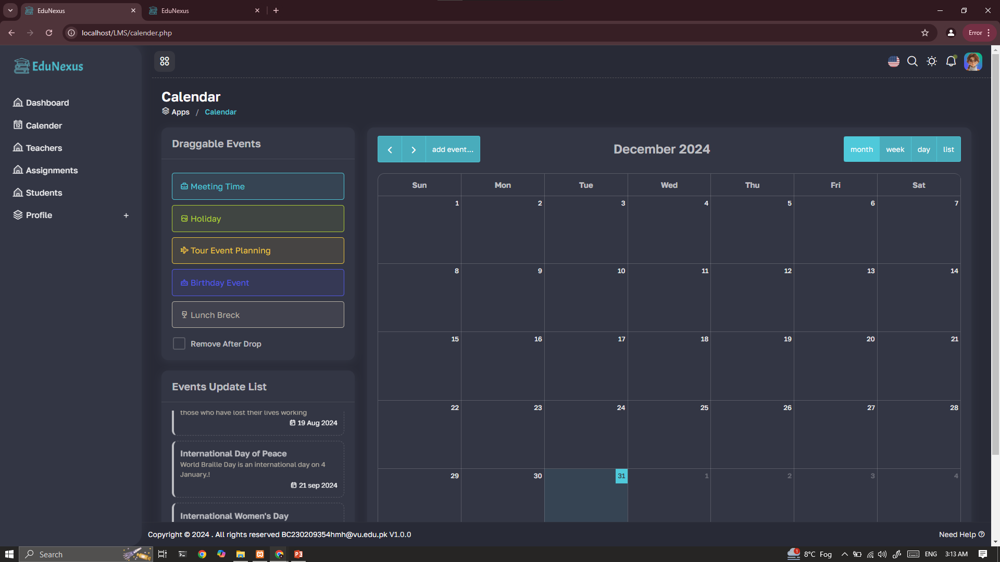 EduNexus
EduNexus
localhost/LMS/calender.php
Error
EduNexus
Dashboard
12
Calender
Teachers
Assignments
Students
Profile +
Calendar
Apps / Calendar
Draggable Events
Meeting Time
Holiday
Tour Event Planning
Birthday Event
Lunch Breck
Remove After Drop
Events Update List
those who have lost their lives working
19 Aug 2024
International Day of Peace
World Braille Day is an international day on 4
January.!
21 sep 2024
International Women's Day
add event...
December 2024
month week day list
Sun Mon Tue Wed Thu Fri Sat
1 2 3 4 5 6 7
8 9 10 11 12 13 14
15 16 17 18 19 20 21
22 23 24 25 26 27 28
29 30 31 1 2 3 4
Copyright © 2024 . All rights reserved BC230209354hmh@vu.edu.pk V1.0.0
Need Help
Search
1
8°C Fog
ENG
3:13 AM